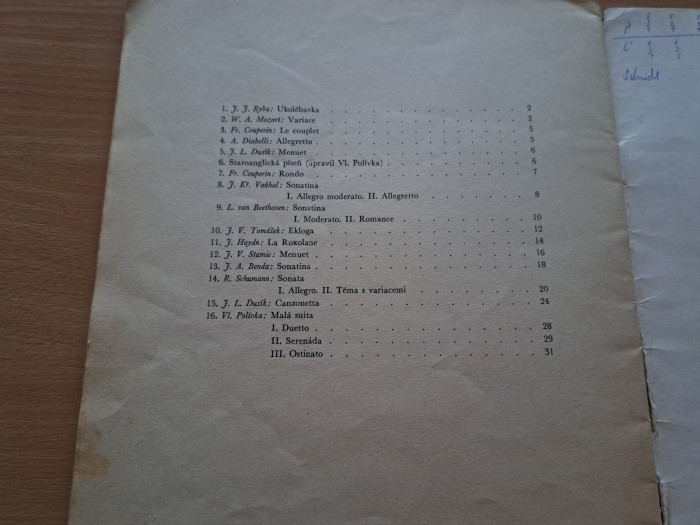 1. J. J. Ryba: Ukolébavka . . . . . . . . . . . . . . 2
2. W. A. Mozart: Variace . . . . . . . . . . . . . . 2
3. Fr. Couperin: Le couplet . . . . . . . . . . . . . . 5
4. A. Diabelli: Allegretto . . . . . . . . . . . . . . 5
5. J. L. Dusík: Menuet . . . . . . . . . . . . . . 6
6. Staroanglická píseň (upravil Vl. Polívka) . . . . . . . . . . 6
7. Fr. Couperin: Rondo . . . . . . . . . . . . . . 7
8. J. Kř. Vaňhal: Sonatina
I. Allegro moderato. II. Allegretto . . . . . . . . 8
9. L. van Beethoven: Sonatina
I. Moderato. II. Romance . . . . . . . . . . 10
10. J. V. Tomášek: Ekloga . . . . . . . . . . . . . . 12
11. J. Haydn: La Roxolane . . . . . . . . . . . . . . 14
12. J. V. Stamic: Menuet . . . . . . . . . . . . . . 16
13. J. A. Benda: Sonatina . . . . . . . . . . . . . . 18
14. R. Schumann: Sonata
I. Allegro. II. Téma s variacemi . . . . . . . . . 20
15. J. L. Dusík: Canzonetta . . . . . . . . . . . . . . 24
16. Vl. Polívka: Malá suita
I. Duetto . . . . . . . . . . . . . . 28
II. Serenáda . . . . . . . . . . . . . . 29
III. Ostinato . . . . . . . . . . . . . . 31